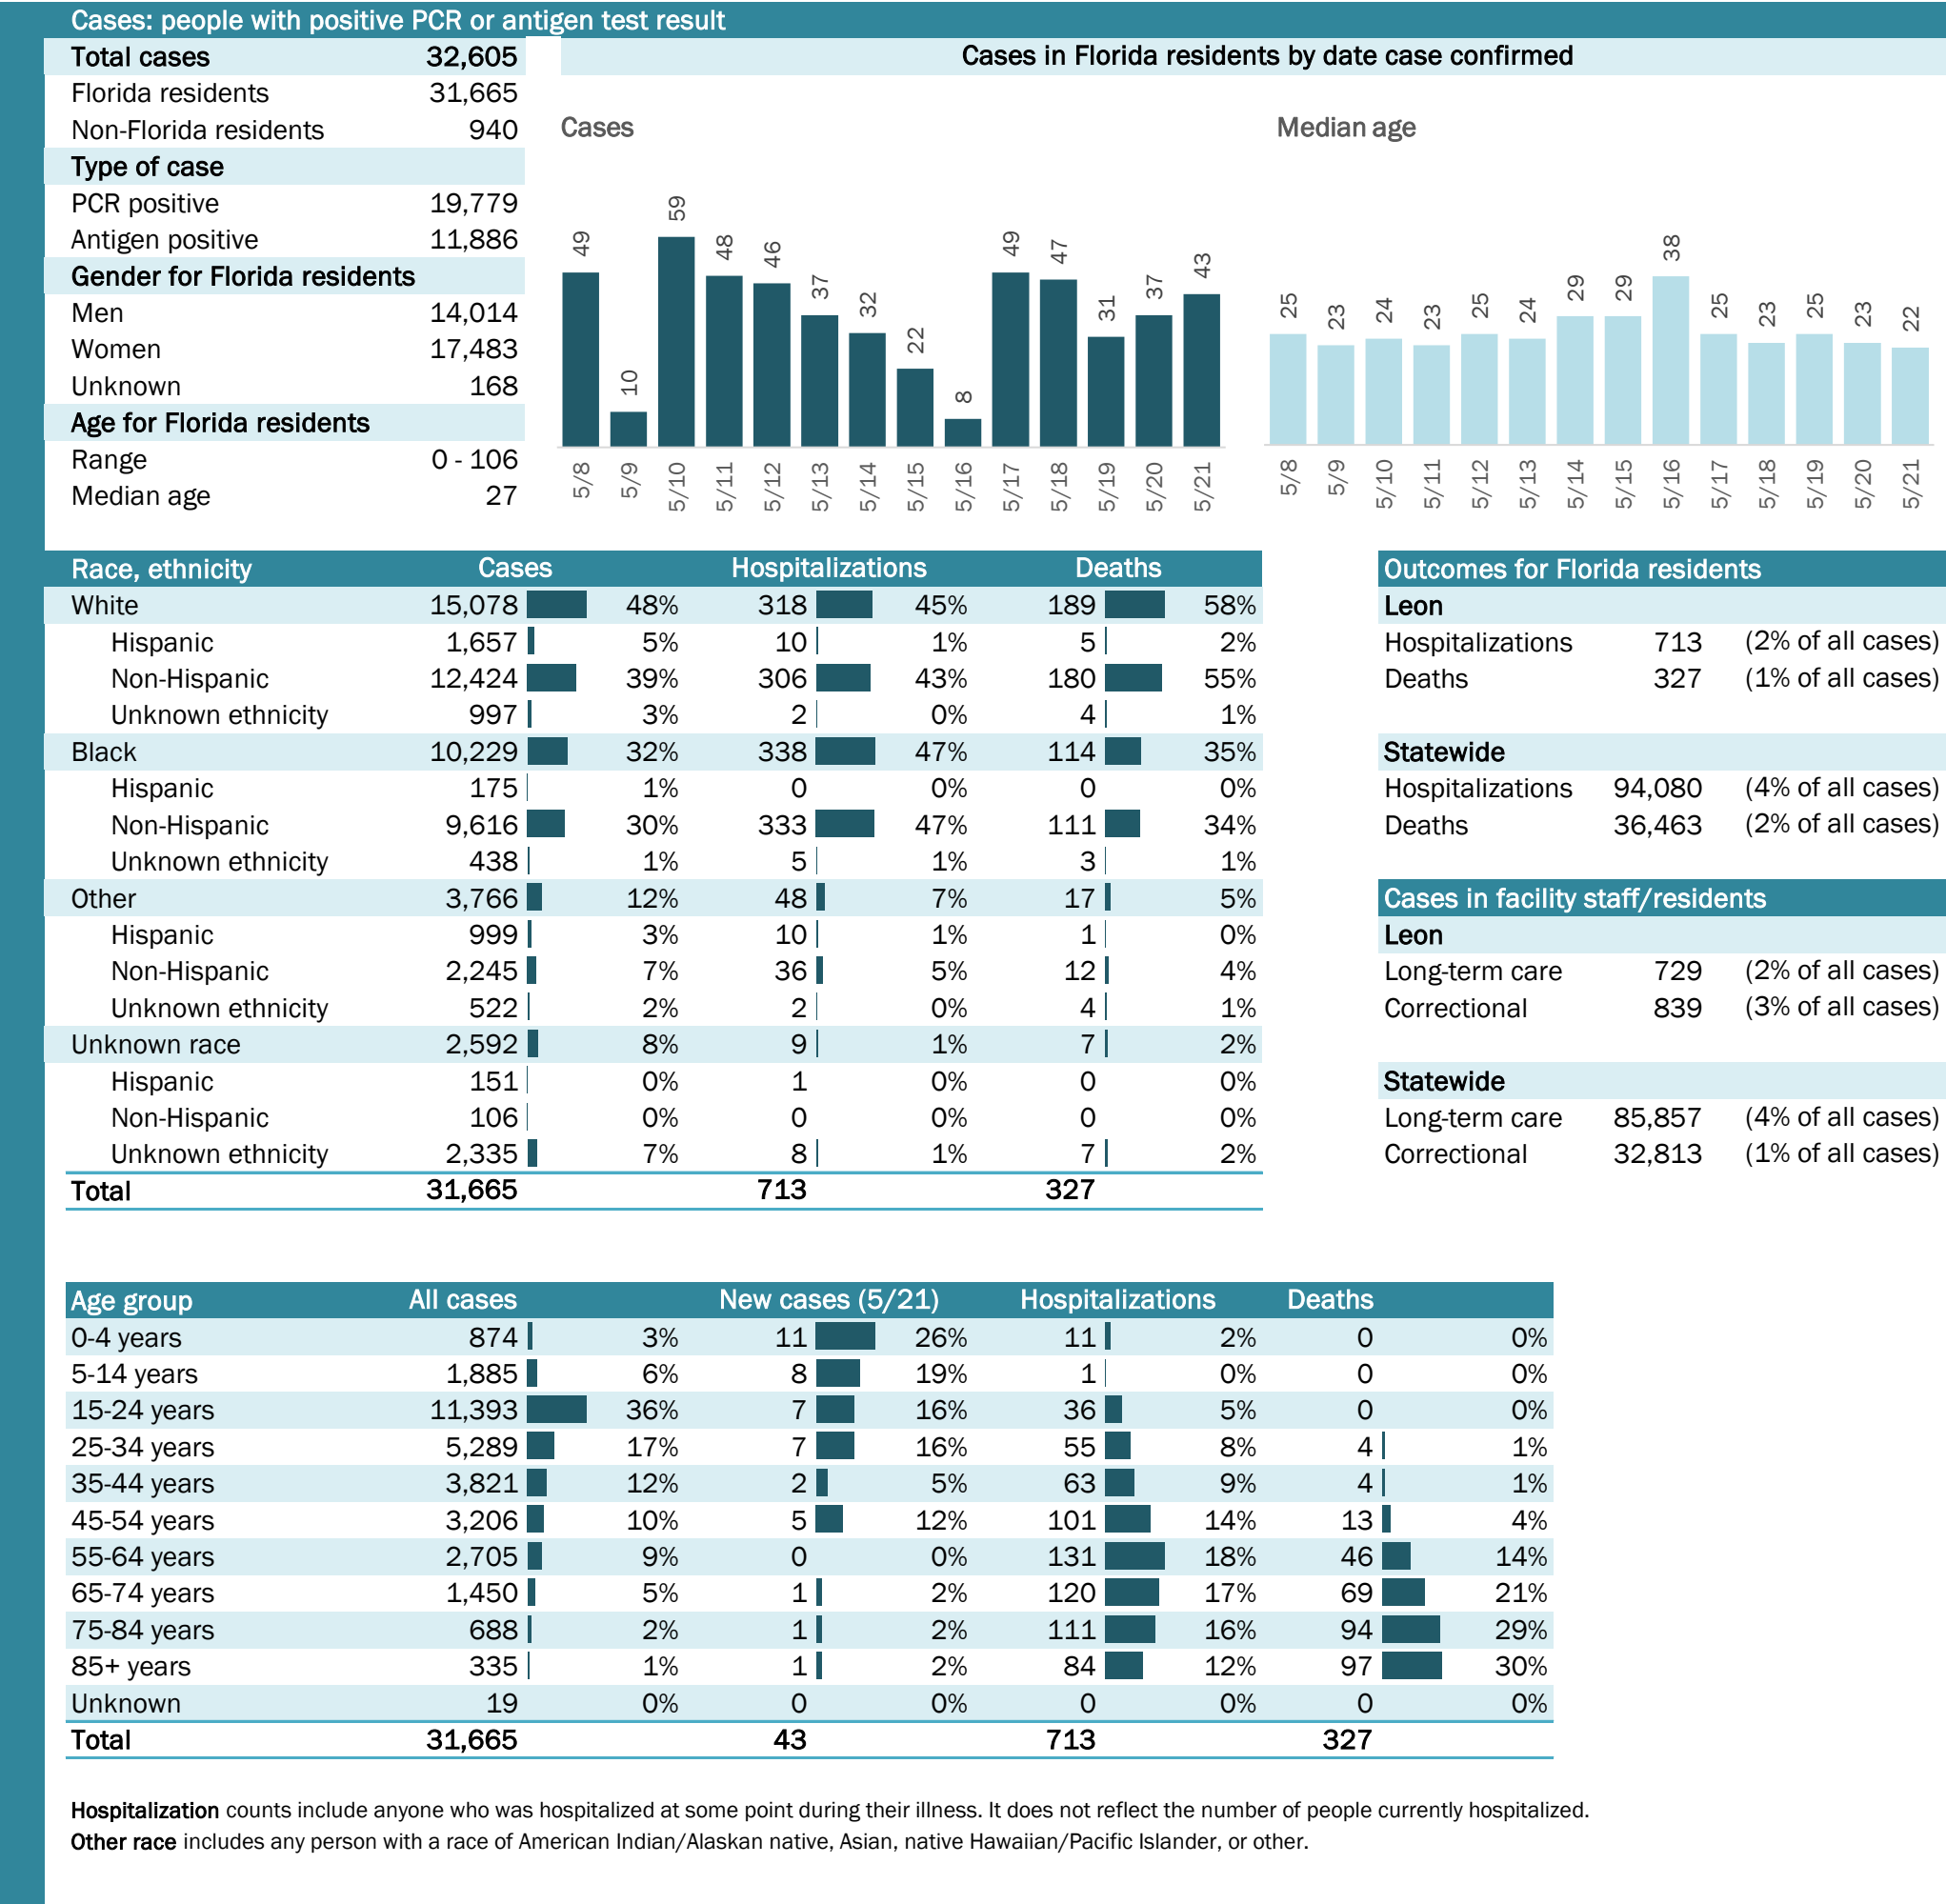 Cases: people with positive PCR or antigen test result
Total cases 32,605
Florida residents 31,665
Non-Florida residents 940
Type of case
PCR positive 19,779
Antigen positive 11,886
Gender for Florida residents
Men 14,014
Women 17,483
Unknown 168
Age for Florida residents
Range 0 - 106
Median age 27
Cases in Florida residents by date case confirmed
Cases
49 10 59 48 46 37 32 22 8 49 47 31 37 43
5/8 5/9 5/10 5/11 5/12 5/13 5/14 5/15 5/16 5/17 5/18 5/19 5/20 5/21
Median age
25 23 24 23 25 24 29 29 38 25 23 25 23 22
5/8 5/9 5/10 5/11 5/12 5/13 5/14 5/15 5/16 5/17 5/18 5/19 5/20 5/21
Race, ethnicity Cases Hospitalizations Deaths
White 15,078 48% 318 45% 189 58%
Hispanic 1,657 5% 10 1% 5 2%
Non-Hispanic 12,424 39% 306 43% 180 55%
Unknown ethnicity 997 3% 2 0% 4 1%
Black 10,229 32% 338 47% 114 35%
Hispanic 175 1% 0 0% 0 0%
Non-Hispanic 9,616 30% 333 47% 111 34%
Unknown ethnicity 438 1% 5 1% 3 1%
Other 3,766 12% 48 7% 17 5%
Hispanic 999 3% 10 1% 1 0%
Non-Hispanic 2,245 7% 36 5% 12 4%
Unknown ethnicity 522 2% 2 0% 4 1%
Unknown race 2,592 8% 9 1% 7 2%
Hispanic 151 0% 1 0% 0 0%
Non-Hispanic 106 0% 0 0% 0 0%
Unknown ethnicity 2,335 7% 8 1% 7 2%
Total 31,665 713 327
Outcomes for Florida residents
Leon
Hospitalizations 713 (2% of all cases)
Deaths 327 (1% of all cases)
Statewide
Hospitalizations 94,080 (4% of all cases)
Deaths 36,463 (2% of all cases)
Cases in facility staff/residents
Leon
Long-term care 729 (2% of all cases)
Correctional 839 (3% of all cases)
Statewide
Long-term care 85,857 (4% of all cases)
Correctional 32,813 (1% of all cases)
Age group All cases New cases (5/21) Hospitalizations Deaths
0-4 years 874 3% 11 26% 11 2% 0 0%
5-14 years 1,885 6% 8 19% 1 0% 0 0%
15-24 years 11,393 36% 7 16% 36 5% 0 0%
25-34 years 5,289 17% 7 16% 55 8% 4 1%
35-44 years 3,821 12% 2 5% 63 9% 4 1%
45-54 years 3,206 10% 5 12% 101 14% 13 4%
55-64 years 2,705 9% 0 0% 131 18% 46 14%
65-74 years 1,450 5% 1 2% 120 17% 69 21%
75-84 years 688 2% 1 2% 111 16% 94 29%
85+ years 335 1% 1 2% 84 12% 97 30%
Unknown 19 0% 0 0% 0 0% 0 0%
Total 31,665 43 713 327
Hospitalization counts include anyone who was hospitalized at some point during their illness. It does not reflect the number of people currently hospitalized.
Other race includes any person with a race of American Indian/Alaskan native, Asian, native Hawaiian/Pacific Islander, or other.